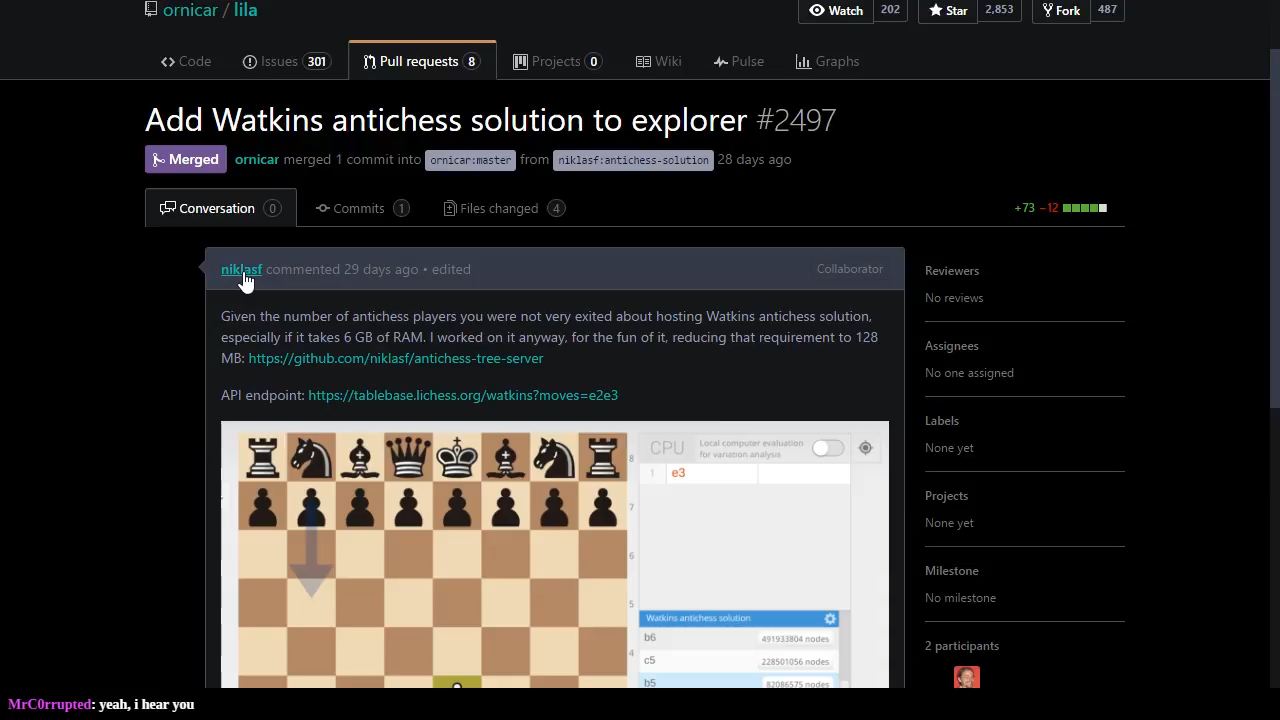 ornicar / lila
Watch 202 Star 2,853 Fork 487
Code Issues 301 Pull requests 8 Projects 0 Wiki Pulse Graphs
Add Watkins antichess solution to explorer #2497
Merged ornicar merged 1 commit into ornicar:master from niklasf:antichess-solution 28 days ago
Conversation 0 Commits 1 Files changed 4 +73 −12
niklasf commented 29 days ago • edited Collaborator
Given the number of antichess players you were not very exited about hosting Watkins antichess solution,
especially if it takes 6 GB of RAM. I worked on it anyway, for the fun of it, reducing that requirement to 128
MB: https://github.com/niklasf/antichess-tree-server
API endpoint: https://tablebase.lichess.org/watkins?moves=e2e3
8
7
6
5
4
CPU Local computer evaluation
for variation analysis
1 e3
Watkins antichess solution
b6 491933804 nodes
c5 228501056 nodes
b5 82086575 nodes
Reviewers
No reviews
Assignees
No one assigned
Labels
None yet
Projects
None yet
Milestone
No milestone
2 participants
MrC0rrupted: yeah, i hear you